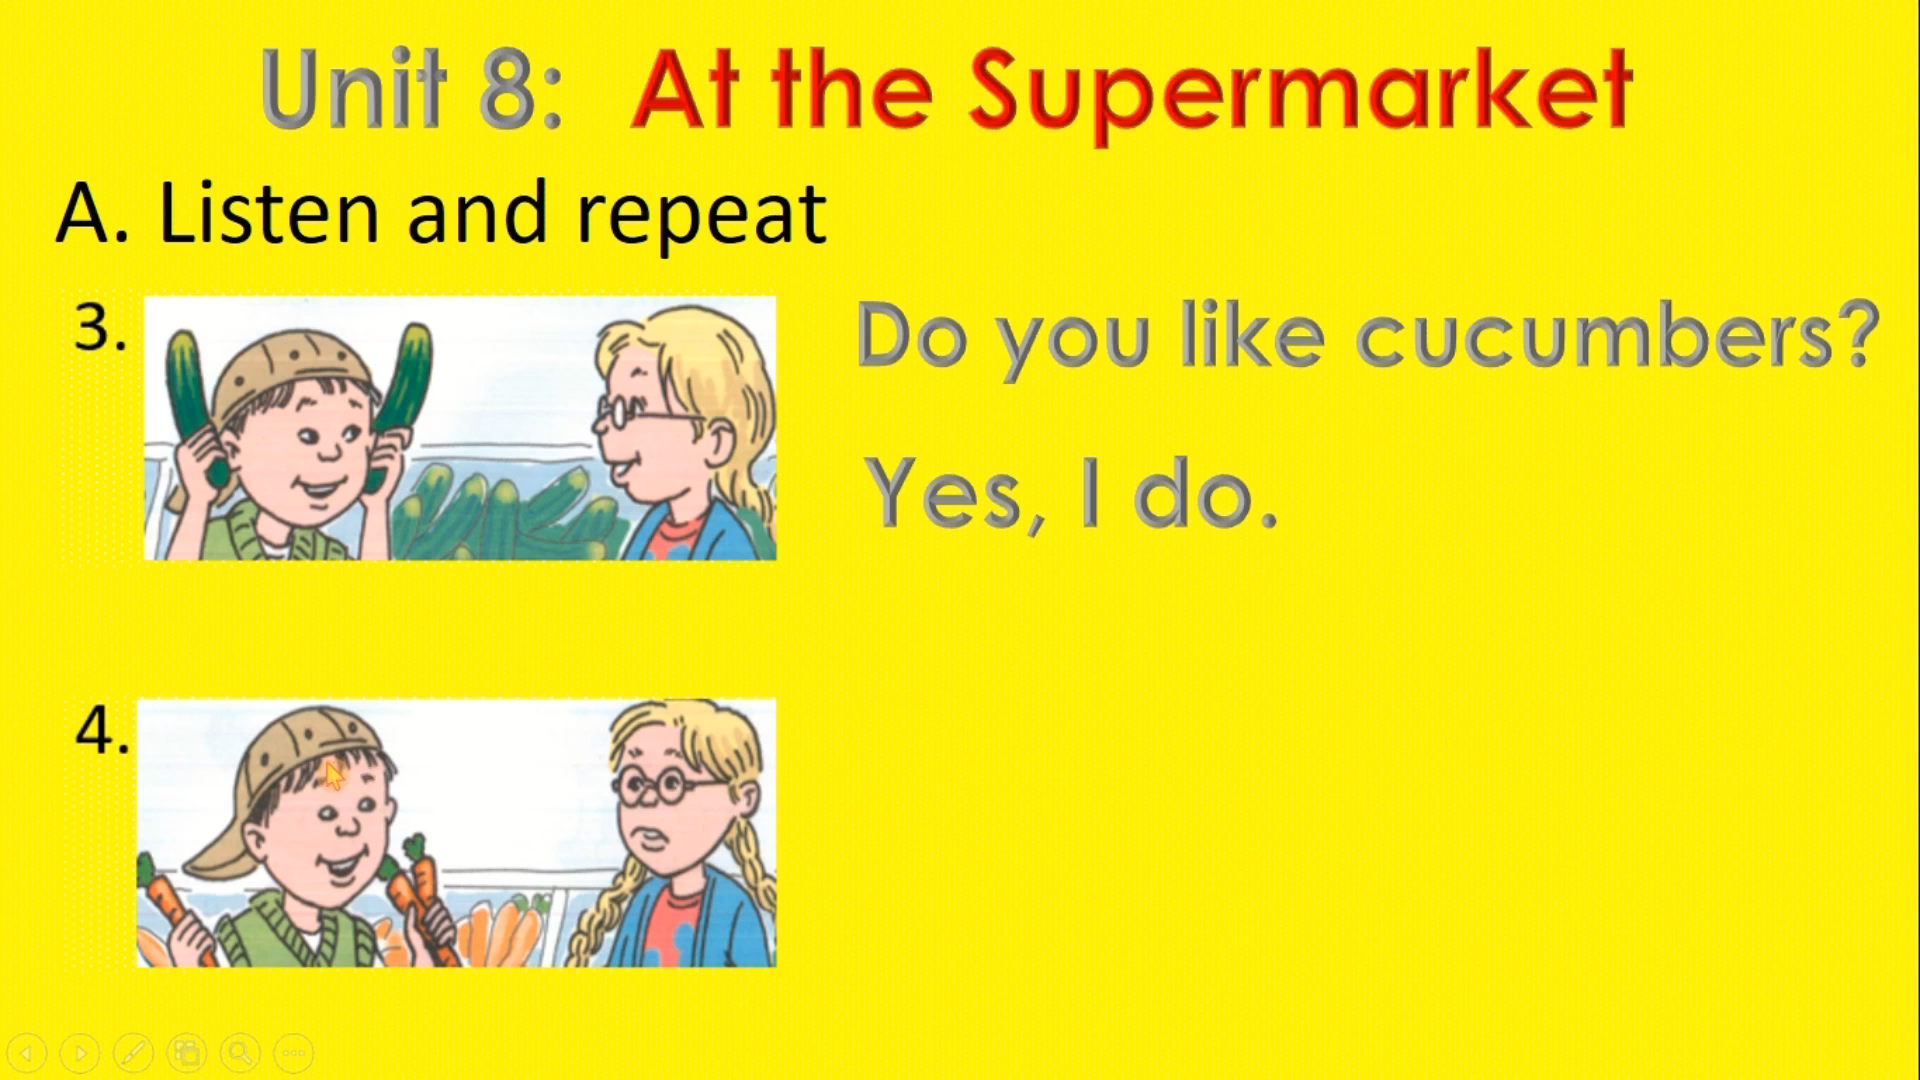 Unit 8: At the Supermarket
A. Listen and repeat
3.
Do you like cucumbers?
Yes, I do.
4.